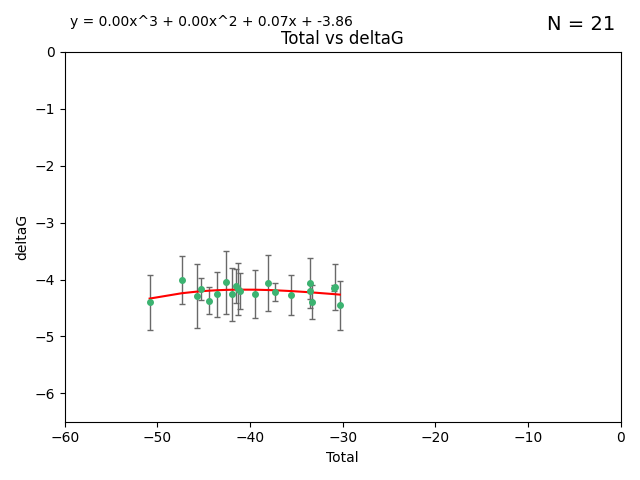 y = 0.00x^3 + 0.00x^2 + 0.07x + -3.86
N = 21
Total vs deltaG
0
−1
−2
−3
−4
−5
−6
deltaG
−60 −50 −40 −30 −20 −10 0
Total